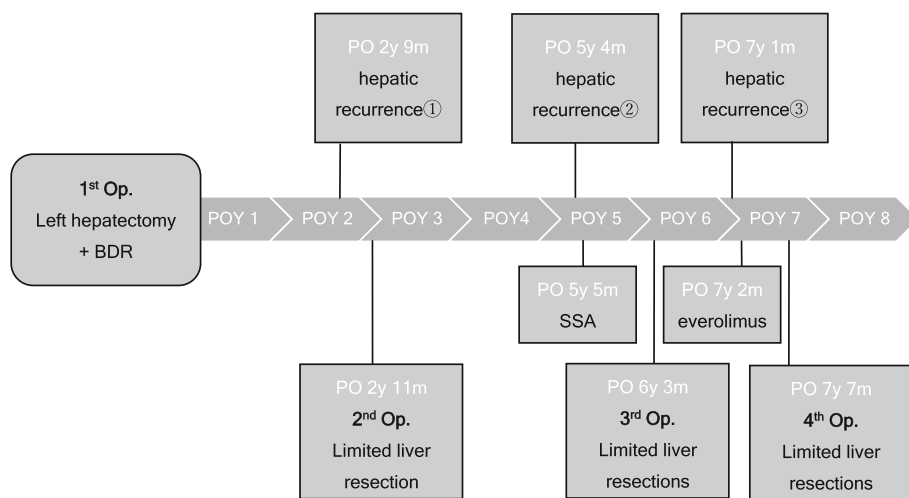 PO 2y 9m
hepatic
recurrence①
PO 5y 4m
hepatic
recurrence②
PO 7y 1m
hepatic
recurrence③
1st Op.
Left hepatectomy
+ BDR
POY 1
POY 2
POY 3
POY4
POY 5
POY 6
POY 7
POY 8
PO 5y 5m
SSA
PO 7y 2m
everolimus
PO 2y 11m
2nd Op.
Limited liver
resection
PO 6y 3m
3rd Op.
Limited liver
resections
PO 7y 7m
4th Op.
Limited liver
resections